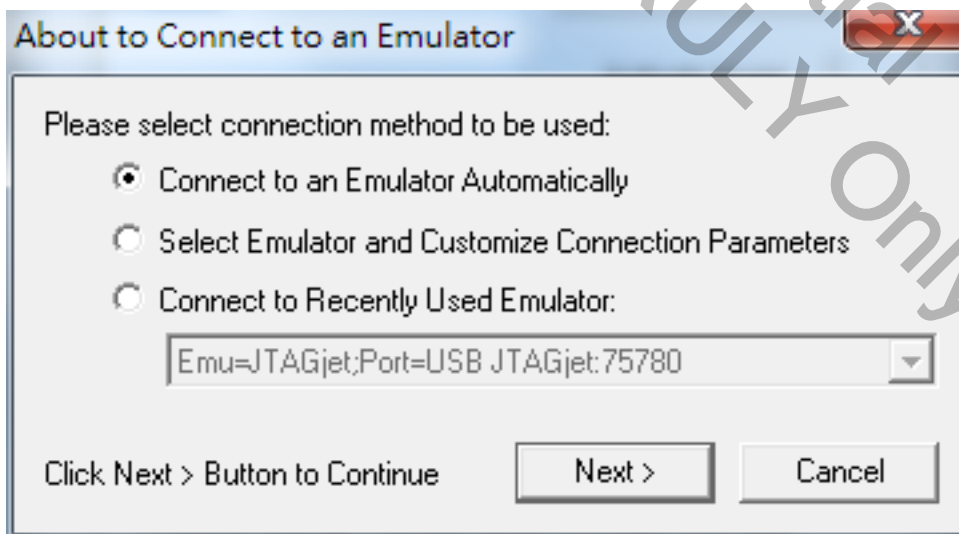 About to Connect to an Emulator
Please select connection method to be used:
Connect to an Emulator Automatically
Select Emulator and Customize Connection Parameters
Connect to Recently Used Emulator:
Emu=JTAGjet;Port=USB JTAGjet:75780
Click Next > Button to Continue
Next >
Cancel
Only